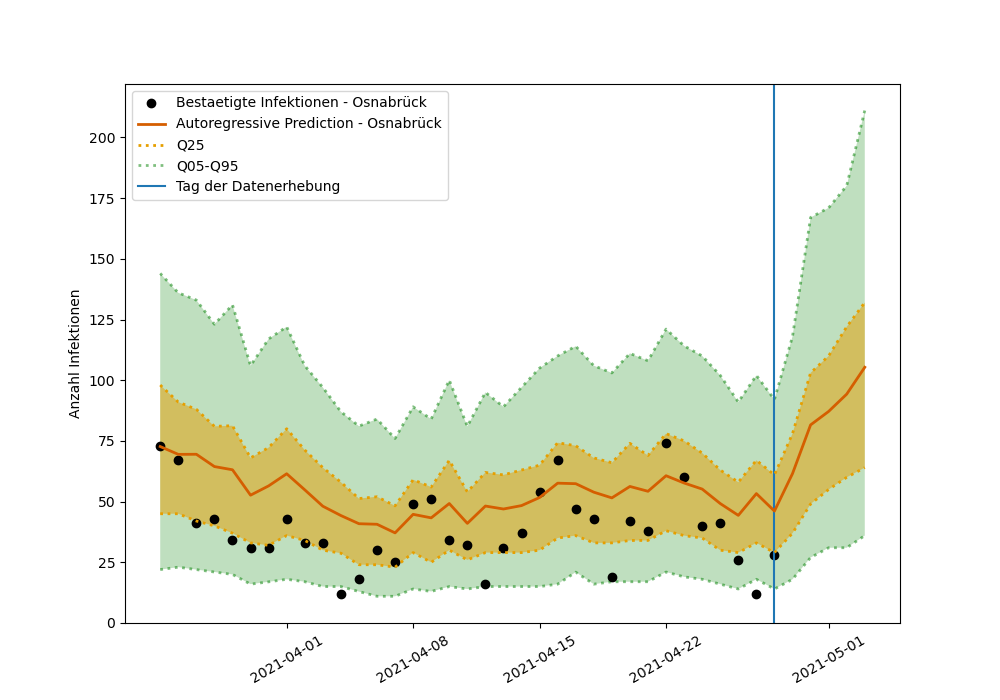 Bestaetigte Infektionen - Osnabrück
Autoregressive Prediction - Osnabrück
Q25
Q05-Q95
Tag der Datenerhebung
Anzahl Infektionen
200
175
150
125
100
75
50
25
0
2021-04-01
2021-04-08
2021-04-15
2021-04-22
2021-05-01